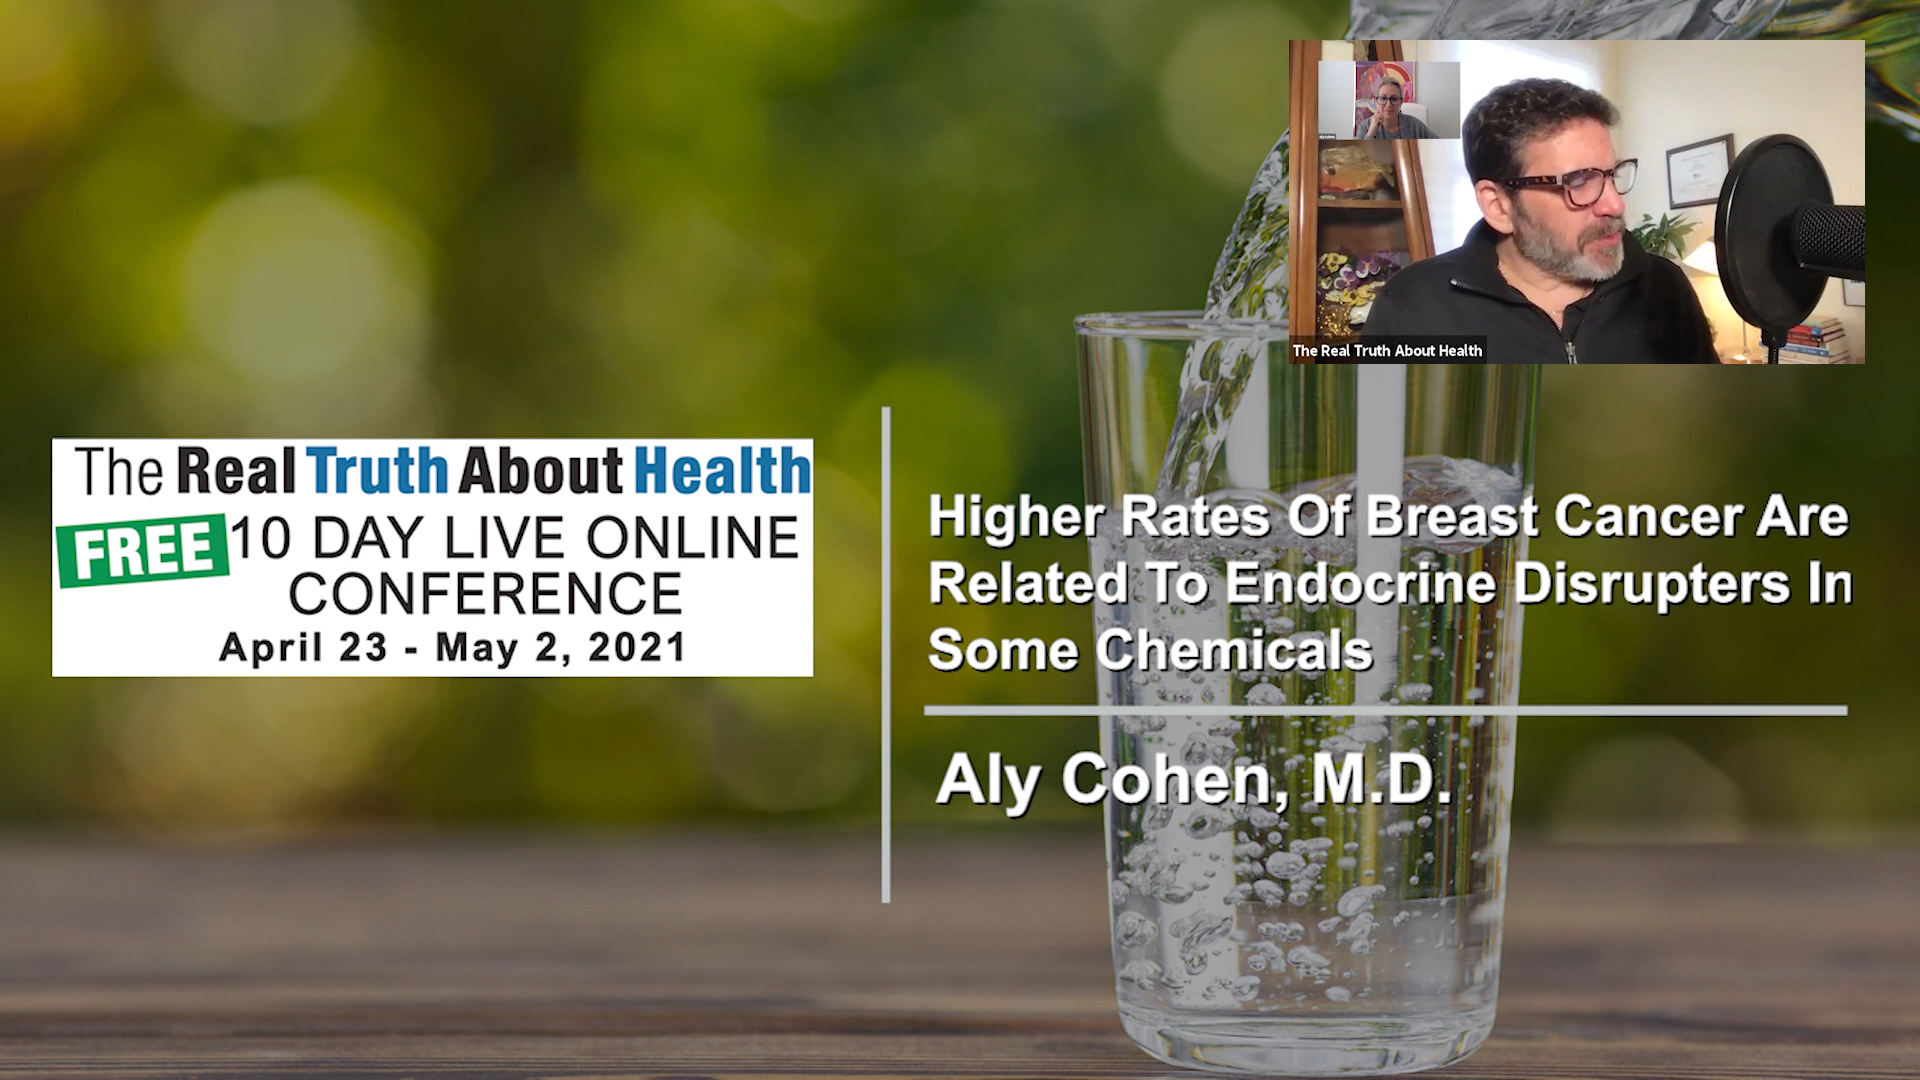 The Real Truth About Health
The Real Truth About Health
FREE 10 DAY LIVE ONLINE
CONFERENCE
April 23 - May 2, 2021
Higher Rates Of Breast Cancer Are
Related To Endocrine Disrupters In
Some Chemicals
Aly Cohen, M.D.